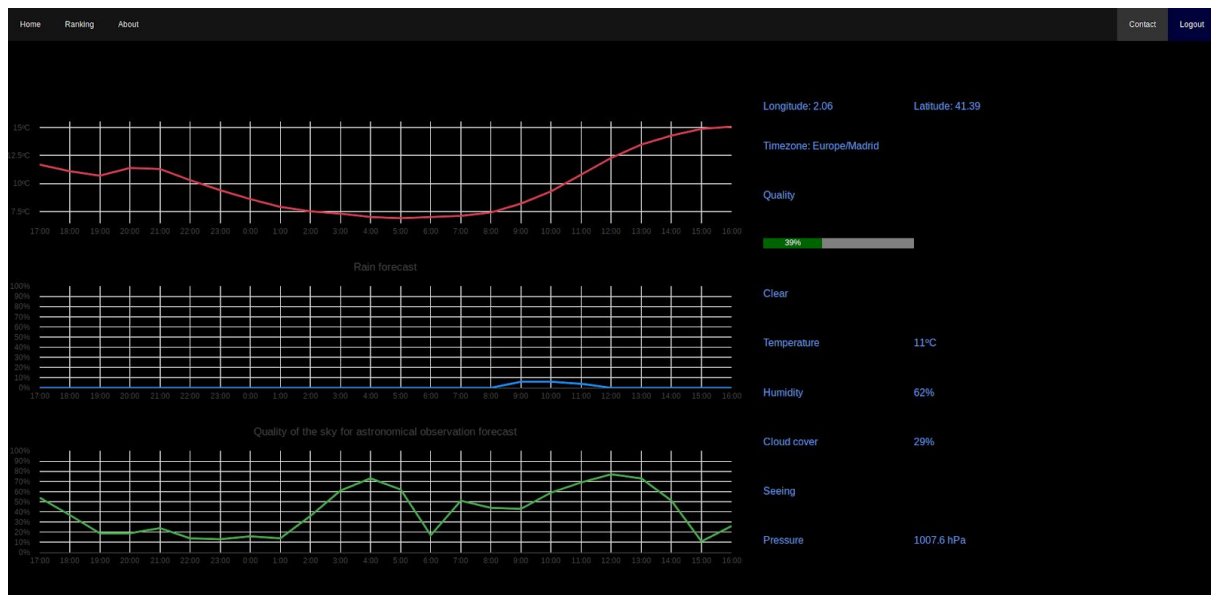 Home Ranking About Contact Logout
Longitude: 2.06 Latitude: 41.39
Timezone: Europe/Madrid
Quality
39%
Clear
Temperature 11ºC
Humidity 62%
Cloud cover 29%
Seeing
Pressure 1007.6 hPa
15ºC
12.5ºC
10ºC
7.5ºC
17:00 18:00 19:00 20:00 21:00 22:00 23:00 0:00 1:00 2:00 3:00 4:00 5:00 6:00 7:00 8:00 9:00 10:00 11:00 12:00 13:00 14:00 15:00 16:00
Rain forecast
100%
90%
80%
70%
60%
50%
40%
30%
20%
10%
0%
17:00 18:00 19:00 20:00 21:00 22:00 23:00 0:00 1:00 2:00 3:00 4:00 5:00 6:00 7:00 8:00 9:00 10:00 11:00 12:00 13:00 14:00 15:00 16:00
Quality of the sky for astronomical observation forecast
100%
90%
80%
70%
60%
50%
40%
30%
20%
10%
0%
17:00 18:00 19:00 20:00 21:00 22:00 23:00 0:00 1:00 2:00 3:00 4:00 5:00 6:00 7:00 8:00 9:00 10:00 11:00 12:00 13:00 14:00 15:00 16:00